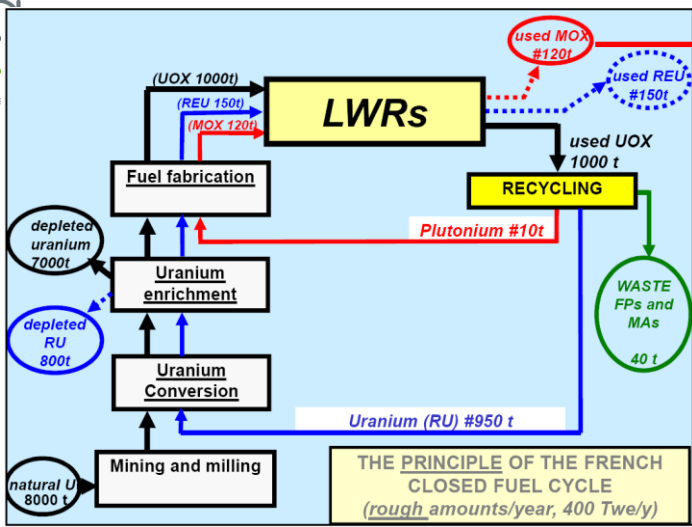 used MOX
#120t
used REU
#150t
(UOX 1000t)
(REU 150t)
(MOX 120t)
LWRs
used UOX
1000 t
Fuel fabrication
RECYCLING
Plutonium #10t
depleted
uranium
7000t
Uranium
enrichment
WASTE
FPs and
MAs
40 t
depleted
RU
800t
Uranium
Conversion
Uranium (RU) #950 t
Mining and milling
natural U
8000 t
THE PRINCIPLE OF THE FRENCH
CLOSED FUEL CYCLE
(rough amounts/year, 400 Twe/y)